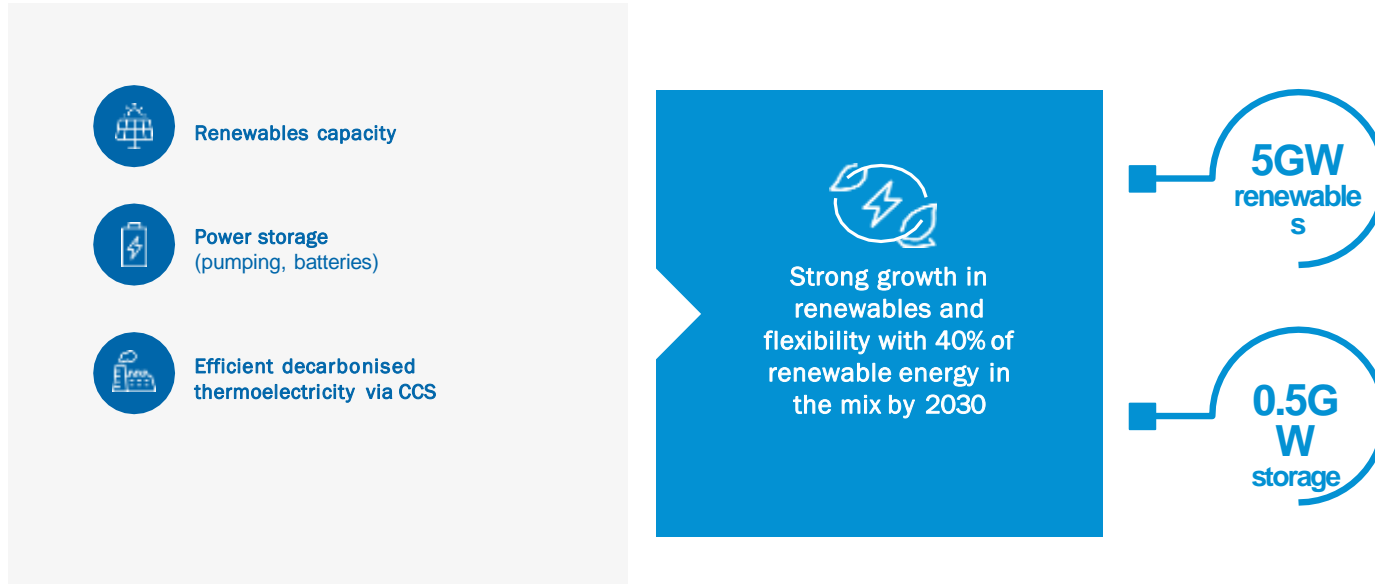 Renewables capacity
Power storage
(pumping, batteries)
Efficient decarbonised
thermoelectricity via CCS
Strong growth in
renewables and
flexibility with 40% of
renewable energy in
the mix by 2030
5GW
renewable
s
0.5G
W
storage